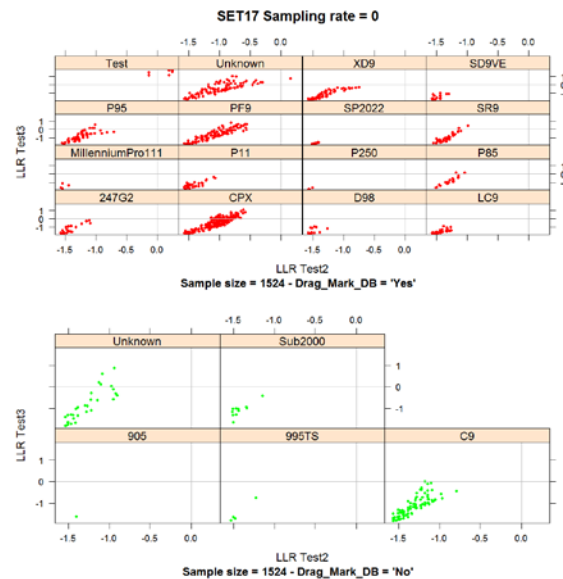 SET17 Sampling rate = 0
-1.5 -1.0 -0.5 0.0 -1.5 -1.0 -0.5 0.0
Test Unknown XD9 SD9VE
P95 PF9 SP2022 SR9
1
0
-1
MillenniumPro111 P11 P250 P85
247G2 CPX D98 LC9
1
0
-1
LLR Test3
-1.5 -1.0 -0.5 0.0 -1.5 -1.0 -0.5 0.0
LLR Test2
Sample size = 1524 - Drag_Mark_DB = 'Yes'
-1.5 -1.0 -0.5 0.0
Unknown Sub2000
1
0
-1
905 995TS C9
1
0
-1
LLR Test3
-1.5 -1.0 -0.5 0.0 -1.5 -1.0 -0.5 0.0
LLR Test2
Sample size = 1524 - Drag_Mark_DB = 'No'